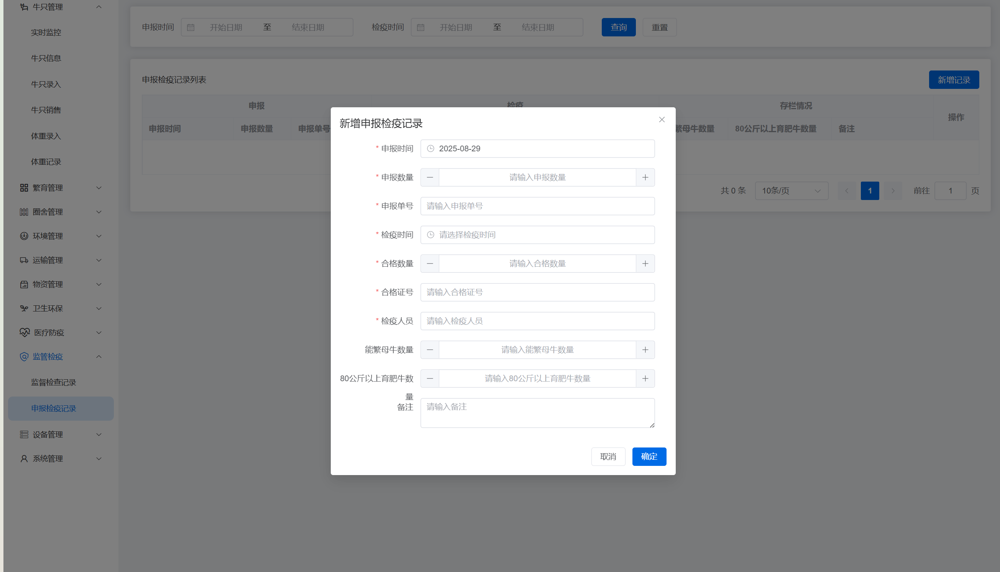 牛只管理
实时监控
牛只信息
牛只录入
牛只销售
体重录入
体重记录
繁育管理
圈舍管理
环境管理
运输管理
物资管理
卫生环保
医疗防疫
监管检疫
监督检查记录
申报检疫记录
设备管理
系统管理
申报时间 开始日期 至 结束日期 检疫时间 开始日期 至 结束日期 查询 重置
申报检疫记录列表 新增记录
申报 检疫 存栏情况 操作
申报时间 申报数量 申报单号 繁母牛数量 80公斤以上育肥牛数量 备注
共 0 条 10条/页 1 前往 1 页
新增申报检疫记录
* 申报时间 2025-08-29
* 申报数量 请输入申报数量
* 申报单号 请输入申报单号
* 检疫时间 请选择检疫时间
* 合格数量 请输入合格数量
* 合格证号 请输入合格证号
* 检疫人员 请输入检疫人员
能繁母牛数量 请输入能繁母牛数量
80公斤以上育肥牛数 请输入80公斤以上育肥牛数量
量
备注 请输入备注
取消 确定